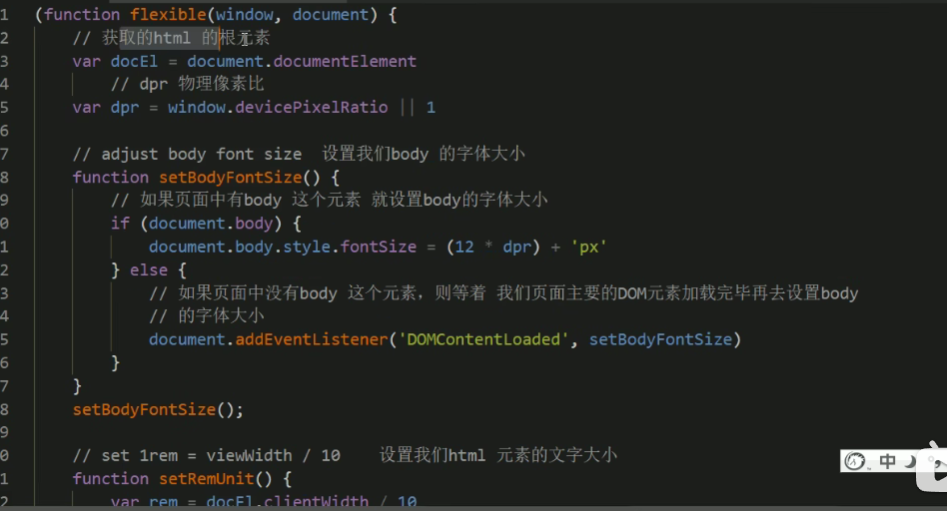 1 (function flexible(window, document) {
2 // 获取的html 的根元素
3 var docEl = document.documentElement
4 // dpr 物理像素比
5 var dpr = window.devicePixelRatio || 1
6
7 // adjust body font size 设置我们body 的字体大小
8 function setBodyFontSize() {
9 // 如果页面中有body 这个元素 就设置body的字体大小
0 if (document.body) {
1 document.body.style.fontSize = (12 * dpr) + 'px'
2 } else {
3 // 如果页面中没有body 这个元素，则等着 我们页面主要的DOM元素加载完毕再去设置body
4 // 的字体大小
5 document.addEventListener('DOMContentLoaded', setBodyFontSize)
6 }
7 }
8 setBodyFontSize();
9
0 // set 1rem = viewWidth / 10 设置我们html 元素的文字大小
1 function setRemUnit() {
2 var rem = docEl.clientWidth / 10
中